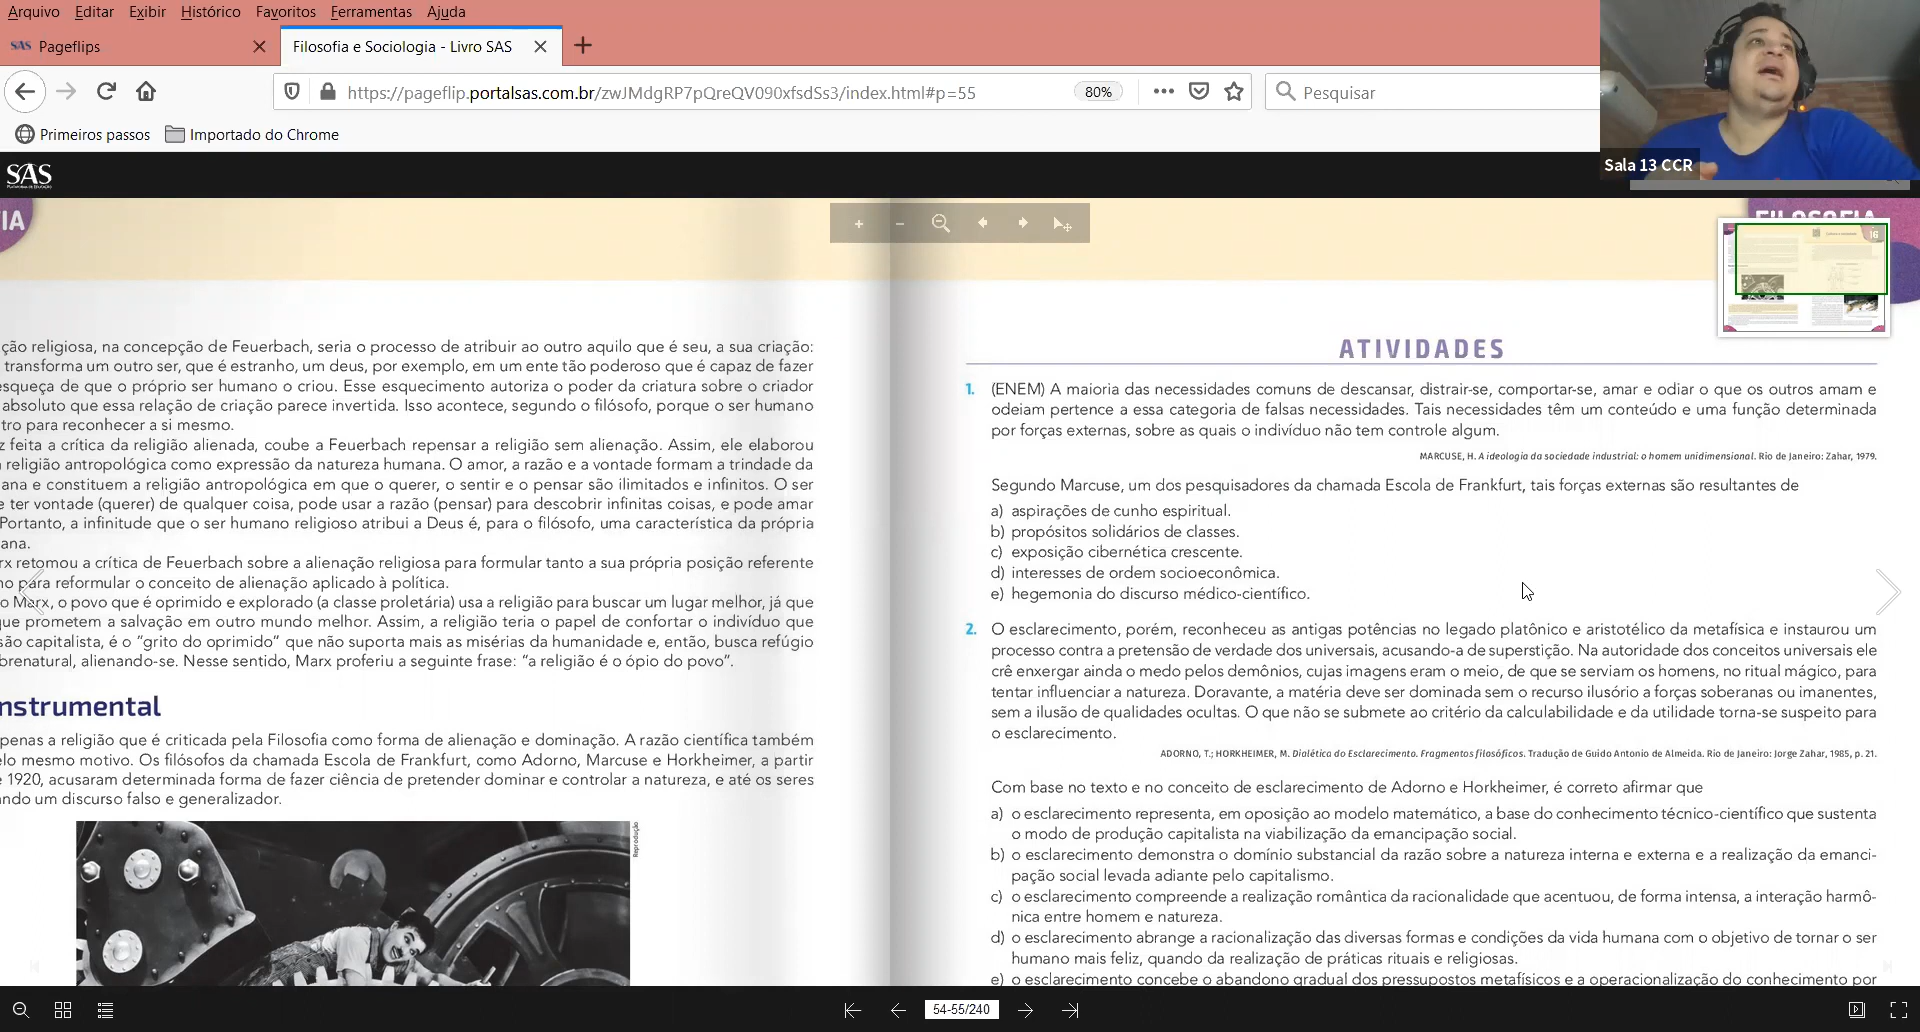 Arquivo Editar Exibir Histórico Favoritos Ferramentas Ajuda
SAS Pageflips
Filosofia e Sociologia - Livro SAS
https://pageflip.portalsas.com.br/zwJMdgRP7pQreQV090xfsdSs3/index.html#p=55
80%
Pesquisar
Primeiros passos Importado do Chrome
Sala 13 CCR
SAS
IA
FILOSOFIA
16
ção religiosa, na concepção de Feuerbach, seria o processo de atribuir ao outro aquilo que é seu, a sua criação:
transforma um outro ser, que é estranho, um deus, por exemplo, em um ente tão poderoso que é capaz de fazer
esqueça de que o próprio ser humano o criou. Esse esquecimento autoriza o poder da criatura sobre o criador
absoluto que essa relação de criação parece invertida. Isso acontece, segundo o filósofo, porque o ser humano
tro para reconhecer a si mesmo.
z feita a crítica da religião alienada, coube a Feuerbach repensar a religião sem alienação. Assim, ele elaborou
religião antropológica como expressão da natureza humana. O amor, a razão e a vontade formam a trindade da
ana e constituem a religião antropológica em que o querer, o sentir e o pensar são ilimitados e infinitos. O ser
e ter vontade (querer) de qualquer coisa, pode usar a razão (pensar) para descobrir infinitas coisas, e pode amar
Portanto, a infinitude que o ser humano religioso atribui a Deus é, para o filósofo, uma característica da própria
ana.
rx retomou a crítica de Feuerbach sobre a alienação religiosa para formular tanto a sua própria posição referente
no para reformular o conceito de alienação aplicado à política.
o Marx, o povo que é oprimido e explorado (a classe proletária) usa a religião para buscar um lugar melhor, já que
que prometem a salvação em outro mundo melhor. Assim, a religião teria o papel de confortar o indivíduo que
são capitalista, é o "grito do oprimido" que não suporta mais as misérias da humanidade e, então, busca refúgio
brenatural, alienando-se. Nesse sentido, Marx proferiu a seguinte frase: "a religião é o ópio do povo".
nstrumental
penas a religião que é criticada pela Filosofia como forma de alienação e dominação. A razão científica também
elo mesmo motivo. Os filósofos da chamada Escola de Frankfurt, como Adorno, Marcuse e Horkheimer, a partir
e 1920, acusaram determinada forma de fazer ciência de pretender dominar e controlar a natureza, e até os seres
ando um discurso falso e generalizador.
Reprodução
ATIVIDADES
1. (ENEM) A maioria das necessidades comuns de descansar, distrair-se, comportar-se, amar e odiar o que os outros amam e
odeiam pertence a essa categoria de falsas necessidades. Tais necessidades têm um conteúdo e uma função determinada
por forças externas, sobre as quais o indivíduo não tem controle algum.
MARCUSE, H. A ideologia da sociedade industrial: o homem unidimensional. Rio de Janeiro: Zahar, 1979.
Segundo Marcuse, um dos pesquisadores da chamada Escola de Frankfurt, tais forças externas são resultantes de
a) aspirações de cunho espiritual.
b) propósitos solidários de classes.
c) exposição cibernética crescente.
d) interesses de ordem socioeconômica.
e) hegemonia do discurso médico-científico.
2. O esclarecimento, porém, reconheceu as antigas potências no legado platônico e aristotélico da metafísica e instaurou um
processo contra a pretensão de verdade dos universais, acusando-a de superstição. Na autoridade dos conceitos universais ele
crê enxergar ainda o medo pelos demônios, cujas imagens eram o meio, de que se serviam os homens, no ritual mágico, para
tentar influenciar a natureza. Doravante, a matéria deve ser dominada sem o recurso ilusório a forças soberanas ou imanentes,
sem a ilusão de qualidades ocultas. O que não se submete ao critério da calculabilidade e da utilidade torna-se suspeito para
o esclarecimento.
ADORNO, T.; HORKHEIMER, M. Dialética do Esclarecimento. Fragmentos filosóficos. Tradução de Guido Antonio de Almeida. Rio de Janeiro: Jorge Zahar, 1985, p. 21.
Com base no texto e no conceito de esclarecimento de Adorno e Horkheimer, é correto afirmar que
a) o esclarecimento representa, em oposição ao modelo matemático, a base do conhecimento técnico-científico que sustenta
o modo de produção capitalista na viabilização da emancipação social.
b) o esclarecimento demonstra o domínio substancial da razão sobre a natureza interna e externa e a realização da emanci-
pação social levada adiante pelo capitalismo.
c) o esclarecimento compreende a realização romântica da racionalidade que acentuou, de forma intensa, a interação harmô-
nica entre homem e natureza.
d) o esclarecimento abrange a racionalização das diversas formas e condições da vida humana com o objetivo de tornar o ser
humano mais feliz, quando da realização de práticas rituais e religiosas.
e) o esclarecimento concebe o abandono gradual dos pressupostos metafísicos e a operacionalização do conhecimento por
54-55/240